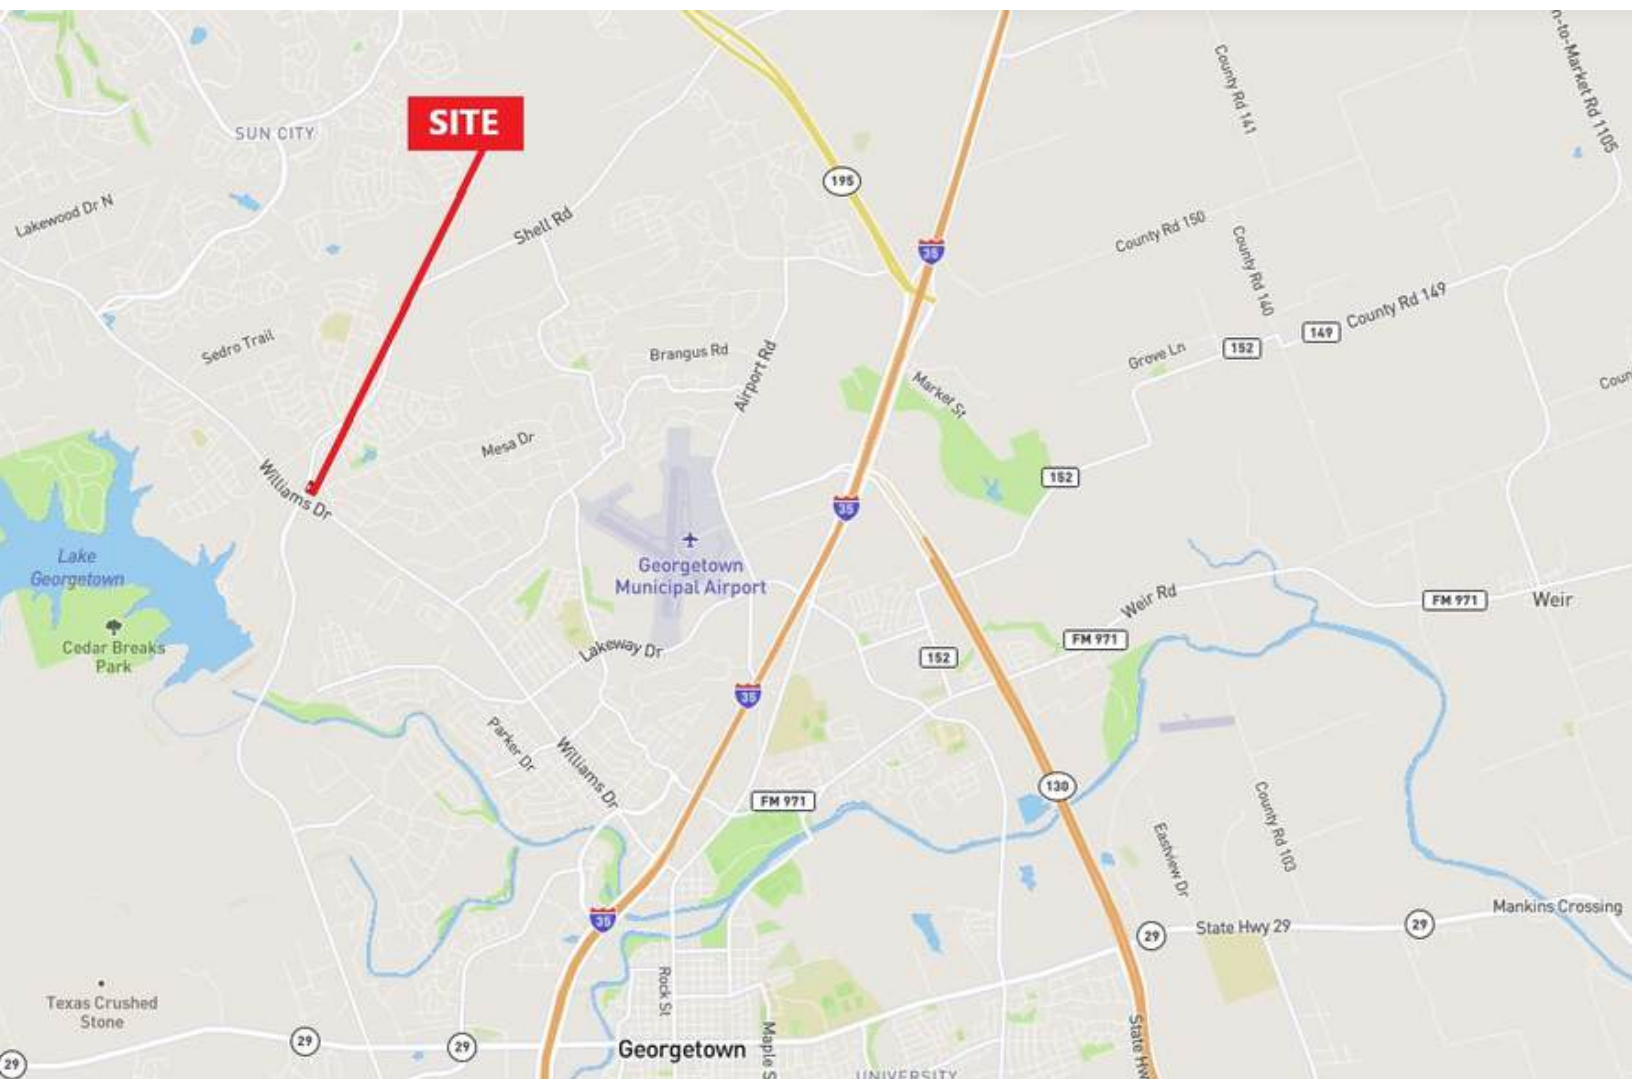 SITE
SUN CITY
Lakewood Dr N
Shell Rd
195
35
County Rd 141
n-to-Market Rd 1105
County Rd 150
County Rd 140
County Rd 149
149
152
Grove Ln
Sedro Trail
Brangus Rd
Airport Rd
Market St
Mesa Dr
152
Williams Dr
35
Lake
Georgetown
Georgetown
Municipal Airport
Weir Rd
FM 971
Weir
FM 971
Cedar Breaks
Park
Lakeway Dr
152
35
Parker Dr
Williams Dr
FM 971
130
Eastview Dr
County Rd 103
35
29
State Hwy 29
29
Mankins Crossing
Texas Crushed
Stone
Rock St
29
29
29
Georgetown
Maple S
State Hw
UNIVERSITY